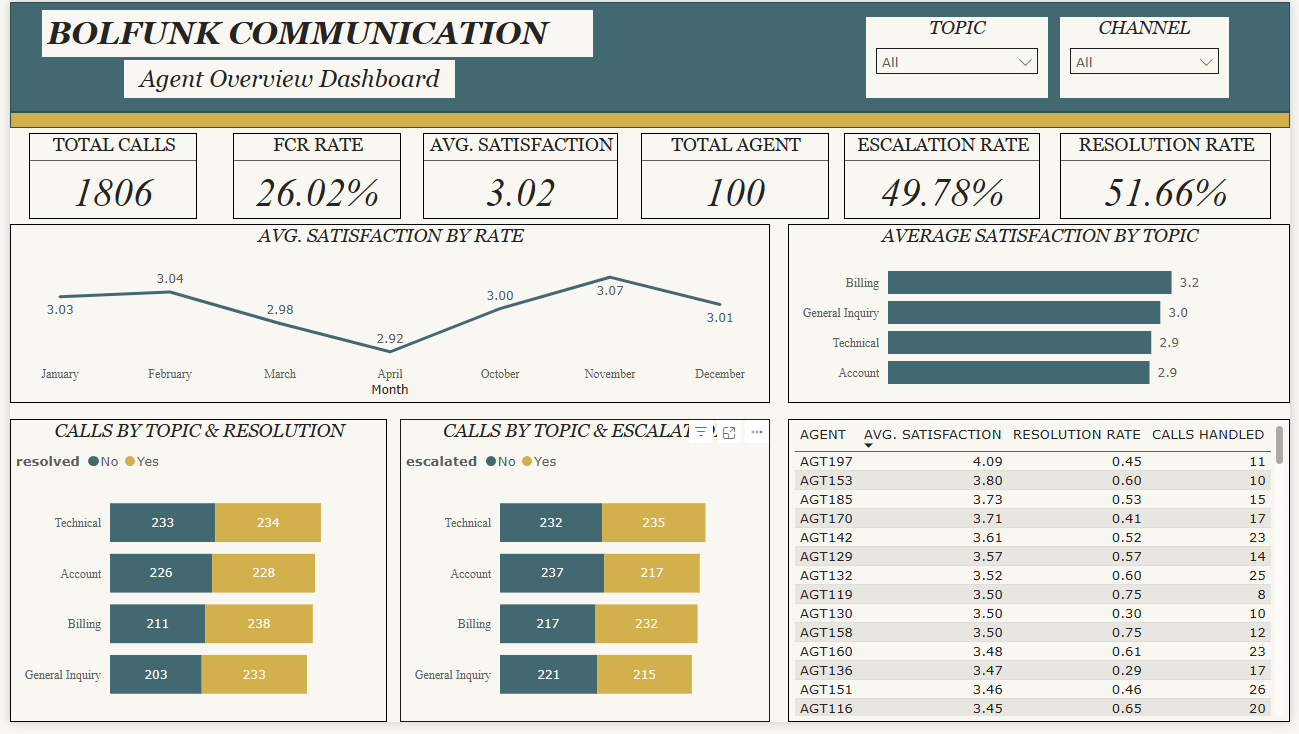 BOLFUNK COMMUNICATION
Agent Overview Dashboard
TOPIC
All
CHANNEL
All
TOTAL CALLS
1806
FCR RATE
26.02%
AVG. SATISFACTION
3.02
TOTAL AGENT
100
ESCALATION RATE
49.78%
RESOLUTION RATE
51.66%
AVG. SATISFACTION BY RATE
3.03
3.04
2.98
2.92
3.00
3.07
3.01
January February March April October November December
Month
AVERAGE SATISFACTION BY TOPIC
Billing 3.2
General Inquiry 3.0
Technical 2.9
Account 2.9
CALLS BY TOPIC & RESOLUTION
resolved No Yes
Technical 233 234
Account 226 228
Billing 211 238
General Inquiry 203 233
CALLS BY TOPIC & ESCALAT
escalated No Yes
Technical 232 235
Account 237 217
Billing 217 232
General Inquiry 221 215
AGENT AVG. SATISFACTION RESOLUTION RATE CALLS HANDLED
AGT197 4.09 0.45 11
AGT153 3.80 0.60 10
AGT185 3.73 0.53 15
AGT170 3.71 0.41 17
AGT142 3.61 0.52 23
AGT129 3.57 0.57 14
AGT132 3.52 0.60 25
AGT119 3.50 0.75 8
AGT130 3.50 0.30 10
AGT158 3.50 0.75 12
AGT160 3.48 0.61 23
AGT136 3.47 0.29 17
AGT151 3.46 0.46 26
AGT116 3.45 0.65 20